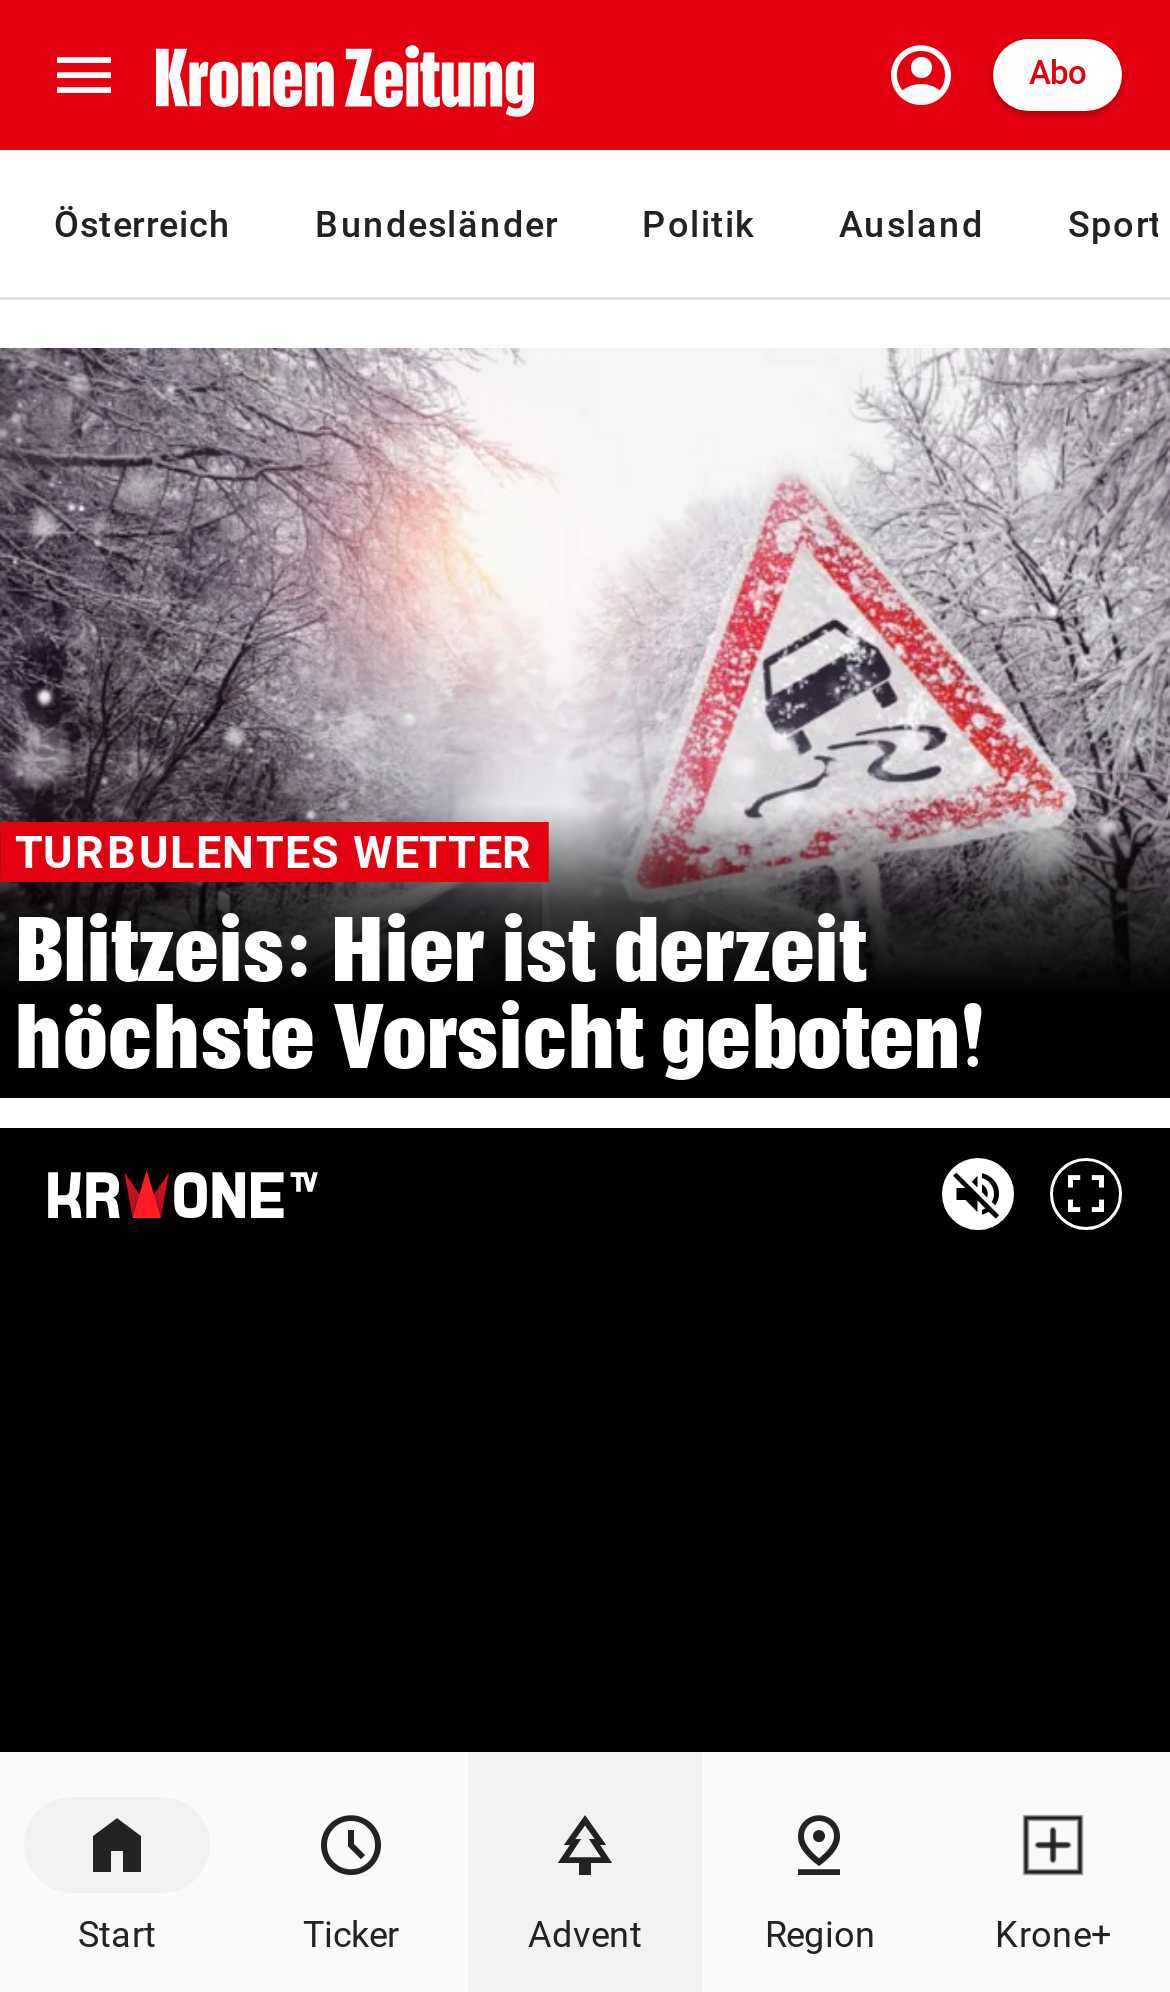 Kronen Zeitung
Abo
Österreich Bundesländer Politik Ausland Sport
TURBULENTES WETTER
Blitzeis: Hier ist derzeit
höchste Vorsicht geboten!
KRONE TV
Start Ticker Advent Region Krone+